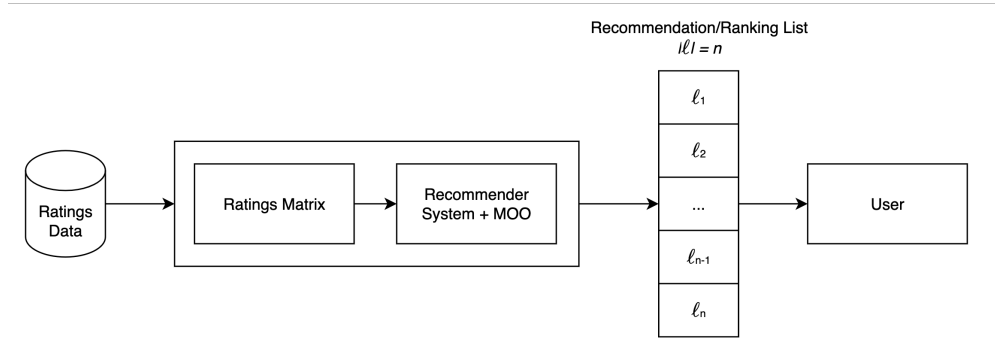 Recommendation/Ranking List
|ℓ| = n
ℓ1
ℓ2
...
ℓn-1
ℓn
Ratings
Data
Ratings Matrix
Recommender
System + MOO
User